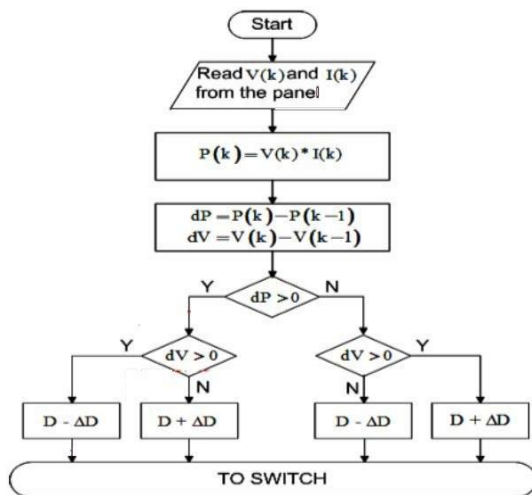 Start
Read V(k) and I(k)
from the panel
P(k)=V(k)*I(k)
dP=P(k)-P(k-1)
dV=V(k)-V(k-1)
Y
dP>0
N
Y
dV>0
N
dV>0
Y
N
D - ΔD
D + ΔD
D - ΔD
D + ΔD
TO SWITCH